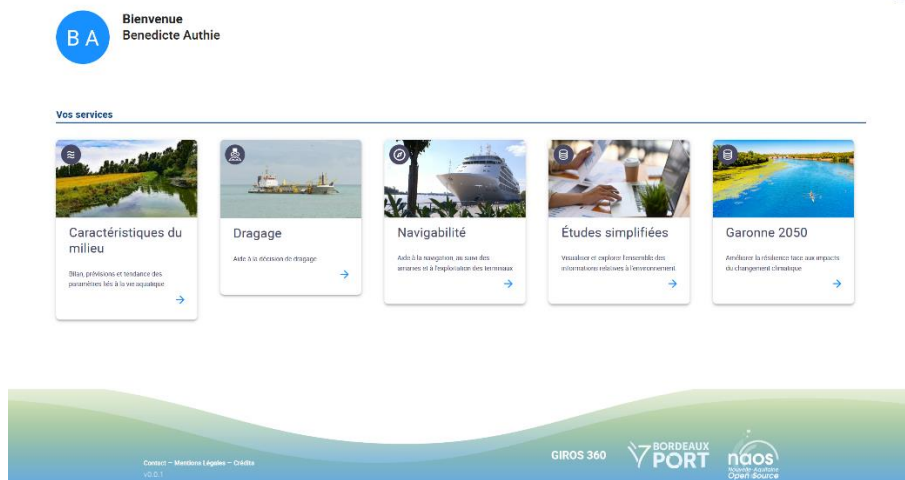 B A
Bienvenue
Benedicte Authie
Vos services
Caractéristiques du
milieu
Bilan, prévisions et tendance des
paramètres liés à la vie aquatique
Dragage
Aide à la décision de dragage
Navigabilité
Aide à la navigation, au suivi des
amarres et à l'exploitation des terminaux
Études simplifiées
Visualiser et explorer l'ensemble des
informations relatives à l'environnement
Garonne 2050
Améliorer la résilience face aux impacts
du changement climatique
Contact – Mentions Légales – Crédits
v0.0.1
GIROS 360
BORDEAUX
PORT
naos
Nouvelle-Aquitaine
Open Source